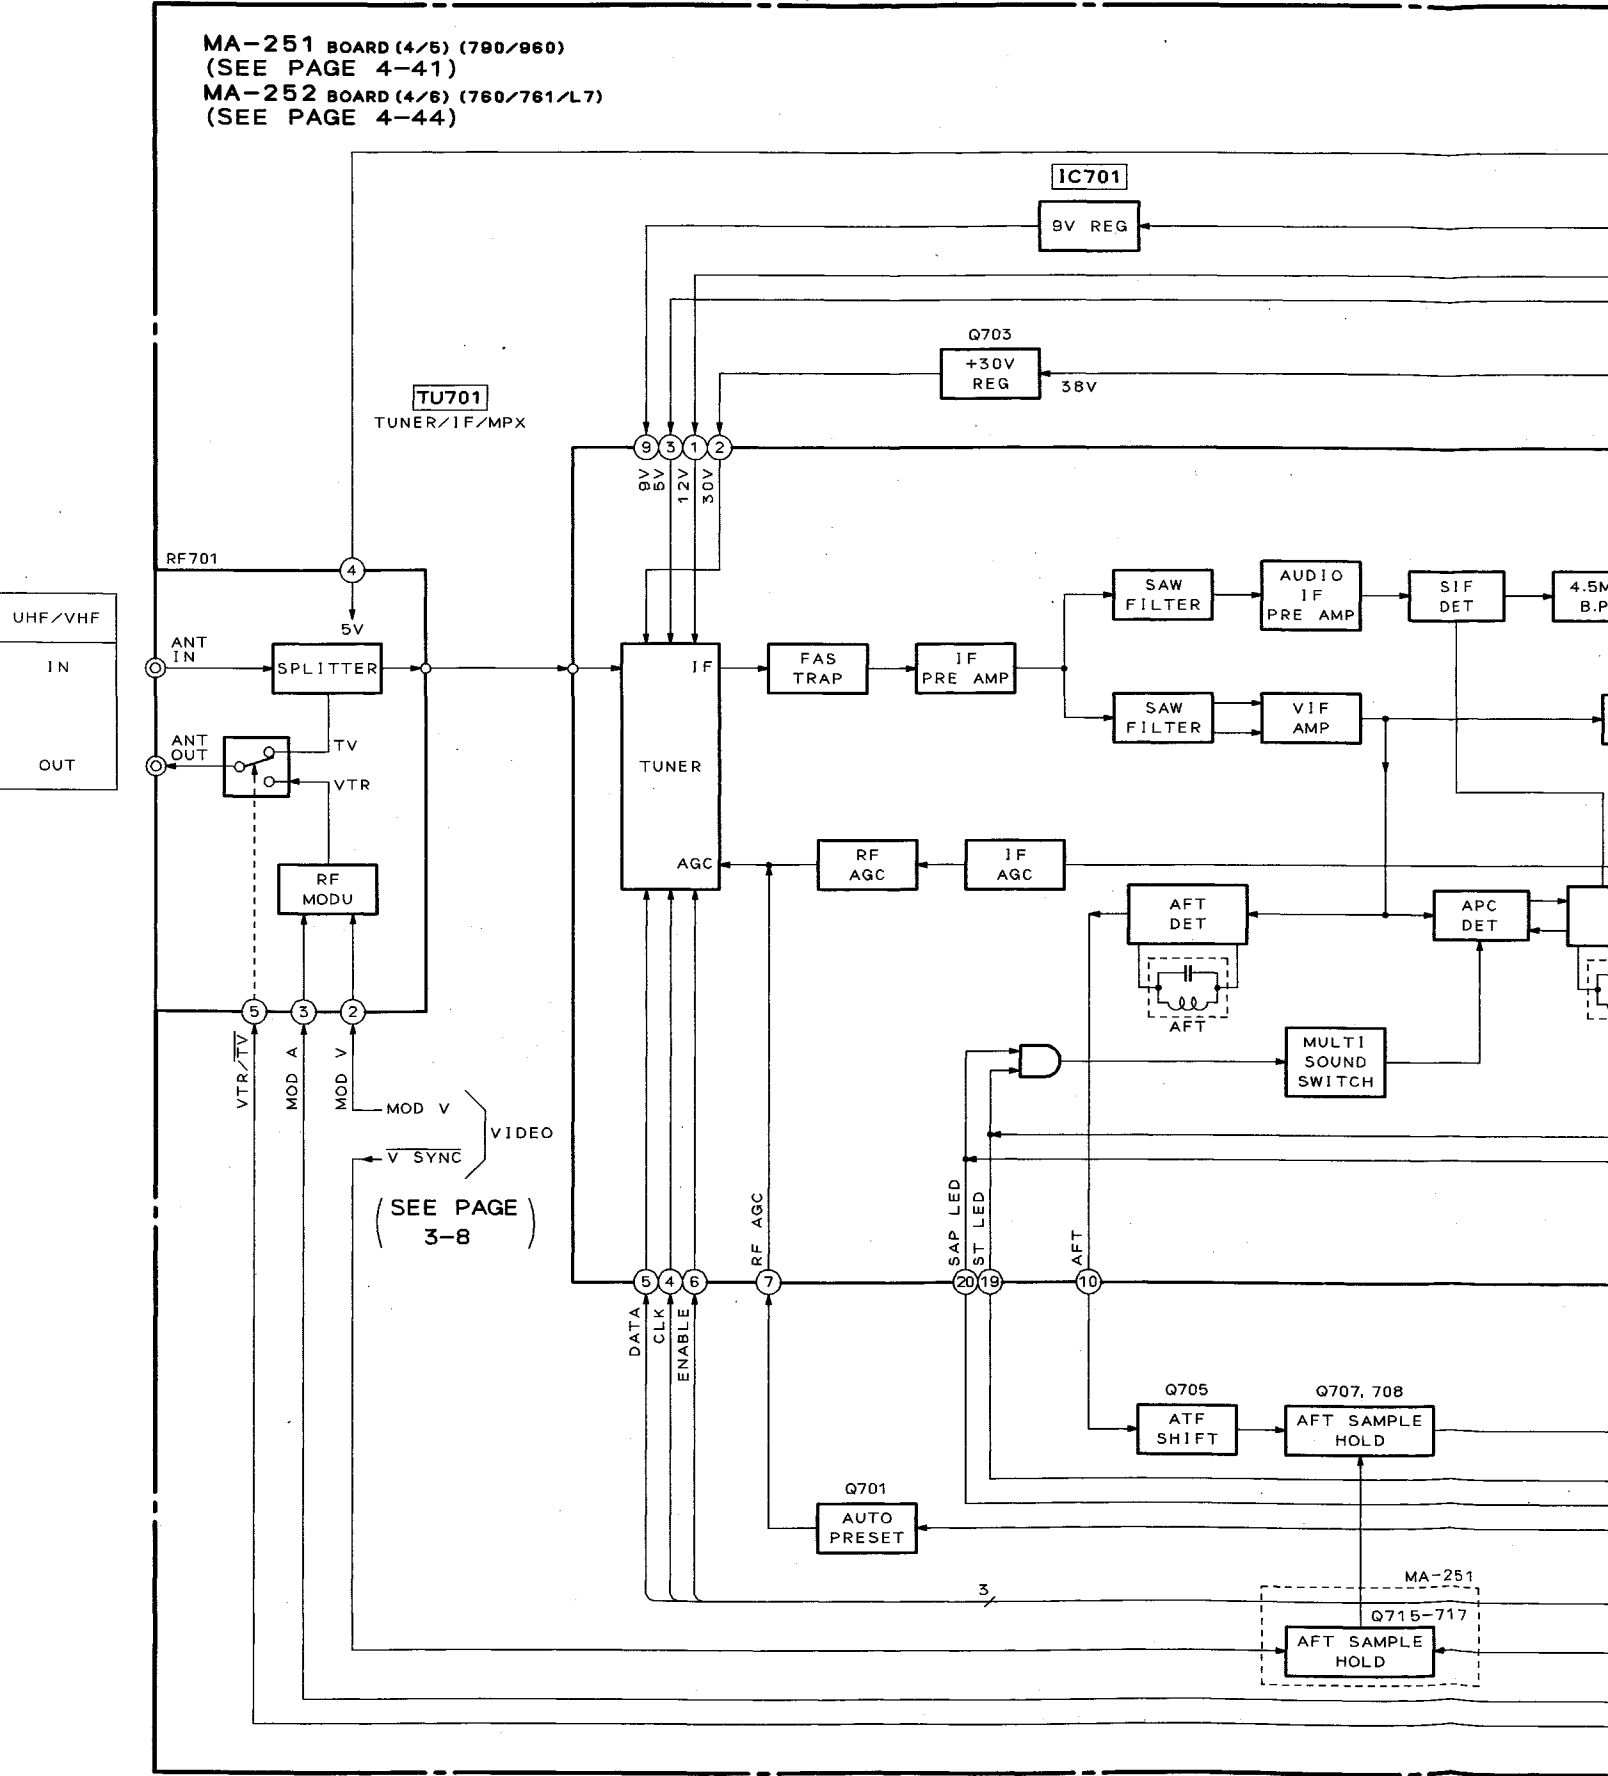 MA-251 BOARD (4/5) (790/960)
(SEE PAGE 4-41)
MA-252 BOARD (4/6) (760/761/L7)
(SEE PAGE 4-44)
IC701
9V REG
Q703
+30V
REG
38V
TU701
TUNER/IF/MPX
9 3 1 2
9V
5V
12V
30V
RF701
4
5V
UHF/VHF
IN
OUT
ANT
IN
ANT
OUT
SPLITTER
TV
VTR
RF
MODU
5 3 2
VTR/TV
MOD A
MOD V
MOD V
V SYNC
VIDEO
(SEE PAGE
3-8)
IF
TUNER
AGC
FAS
TRAP
IF
PRE AMP
SAW
FILTER
AUDIO
IF
PRE AMP
SIF
DET
4.5M
B.P
SAW
FILTER
VIF
AMP
RF
AGC
IF
AGC
AFT
DET
AFT
APC
DET
MULTI
SOUND
SWITCH
RF AGC
SAP LED
ST LED
AFT
5 4 6 7 20 19 10
DATA
CLK
ENABLE
Q705
ATF
SHIFT
Q707, 708
AFT SAMPLE
HOLD
Q701
AUTO
PRESET
3
MA-251
Q715-717
AFT SAMPLE
HOLD